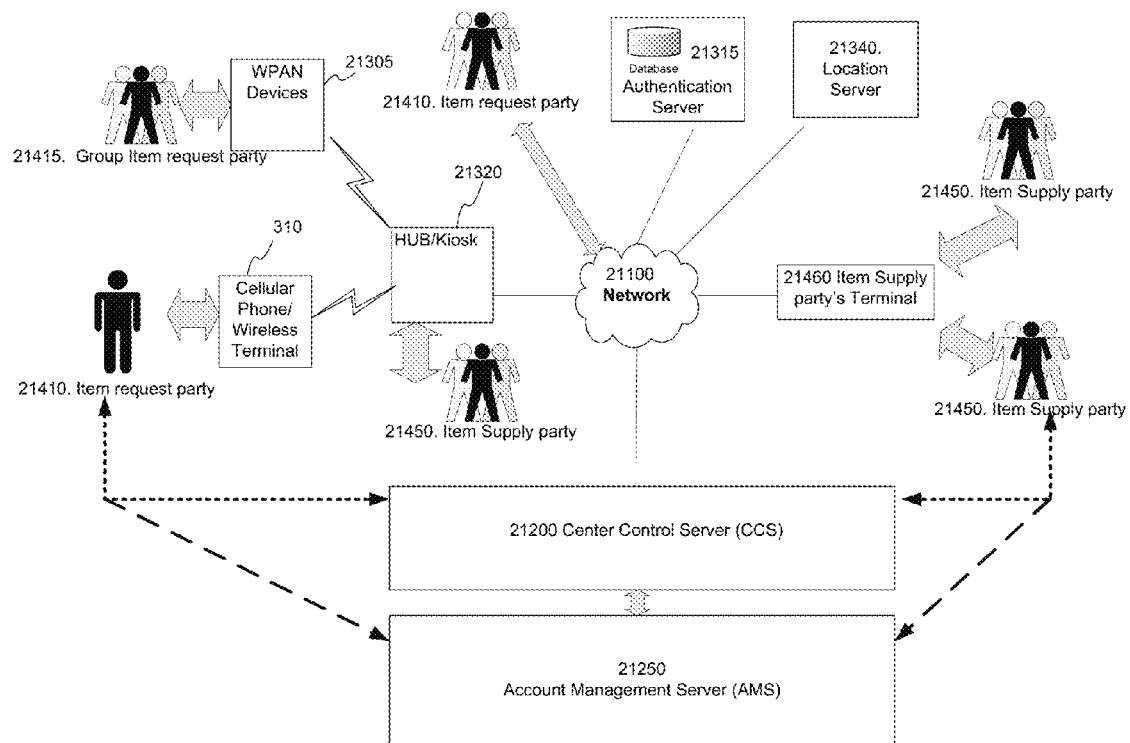 WPAN
Devices
21305
21415. Group Item request party
21410. Item request party
Database
21315
Authentication
Server
21340.
Location
Server
21450. Item Supply party
310
Cellular
Phone/
Wireless
Terminal
21410. Item request party
21320
HUB/Kiosk
21450. Item Supply party
21100
Network
21460 Item Supply
party's Terminal
21450. Item Supply party
21200 Center Control Server (CCS)
21250
Account Management Server (AMS)